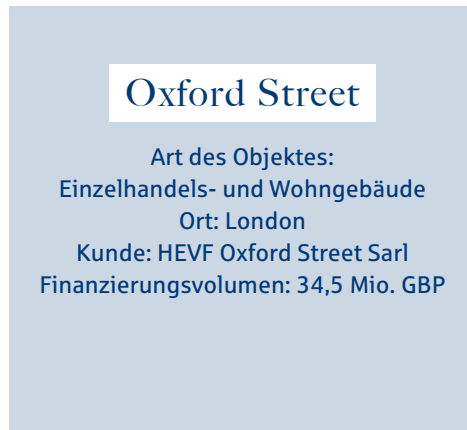 Oxford Street
Art des Objektes:
Einzelhandels- und Wohngebäude
Ort: London
Kunde: HEVF Oxford Street Sarl
Finanzierungsvolumen: 34,5 Mio. GBP